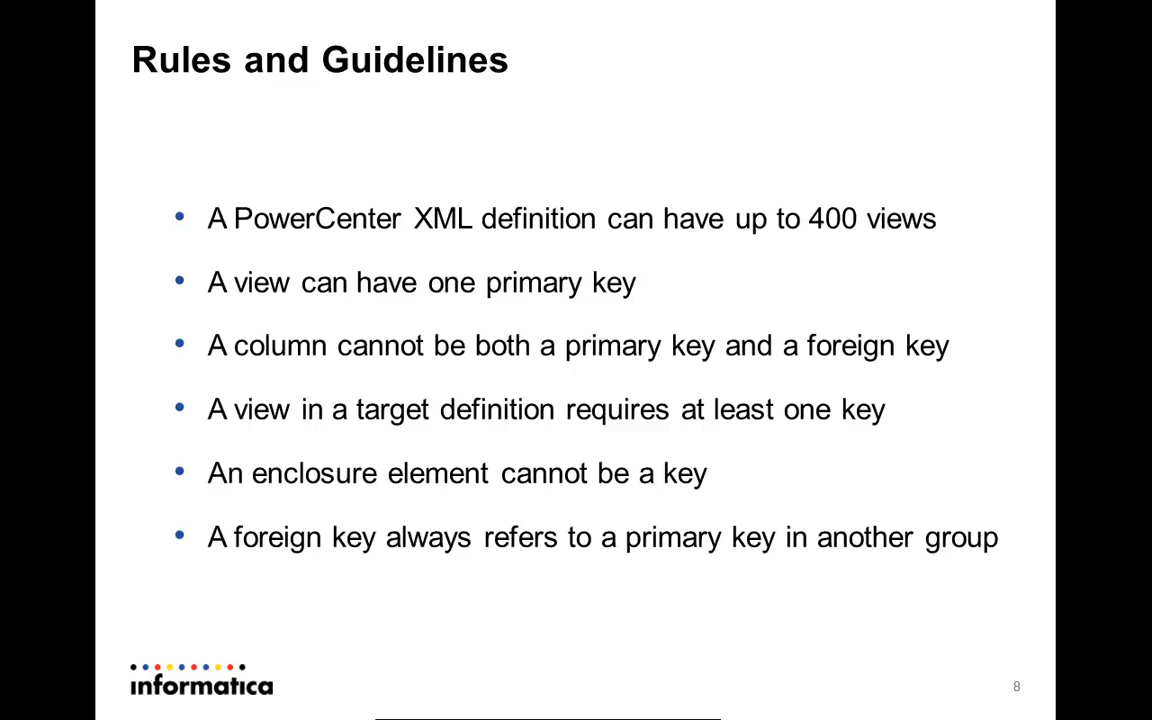 Rules and Guidelines
• A PowerCenter XML definition can have up to 400 views
• A view can have one primary key
• A column cannot be both a primary key and a foreign key
• A view in a target definition requires at least one key
• An enclosure element cannot be a key
• A foreign key always refers to a primary key in another group
informatica
8